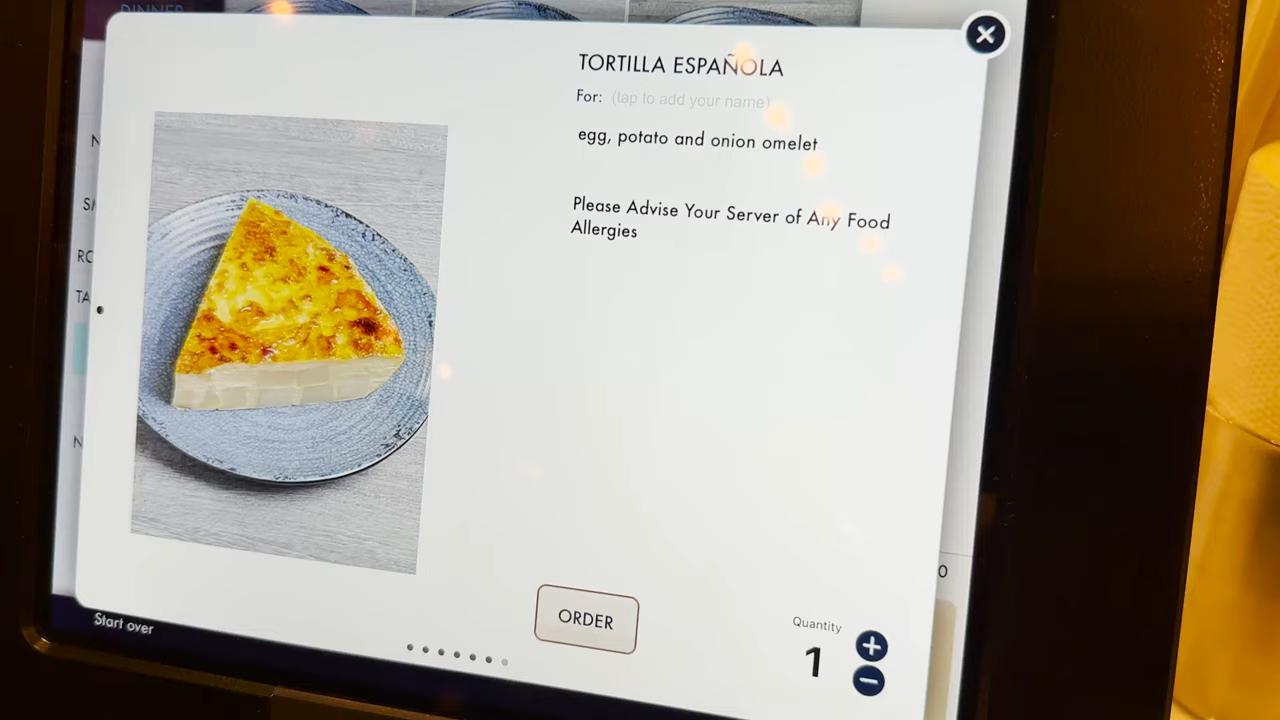 DINNER
TORTILLA ESPAÑOLA
For: (tap to add your name)
egg, potato and onion omelet
Please Advise Your Server of Any Food
Allergies
ORDER
Quantity
1
Start over